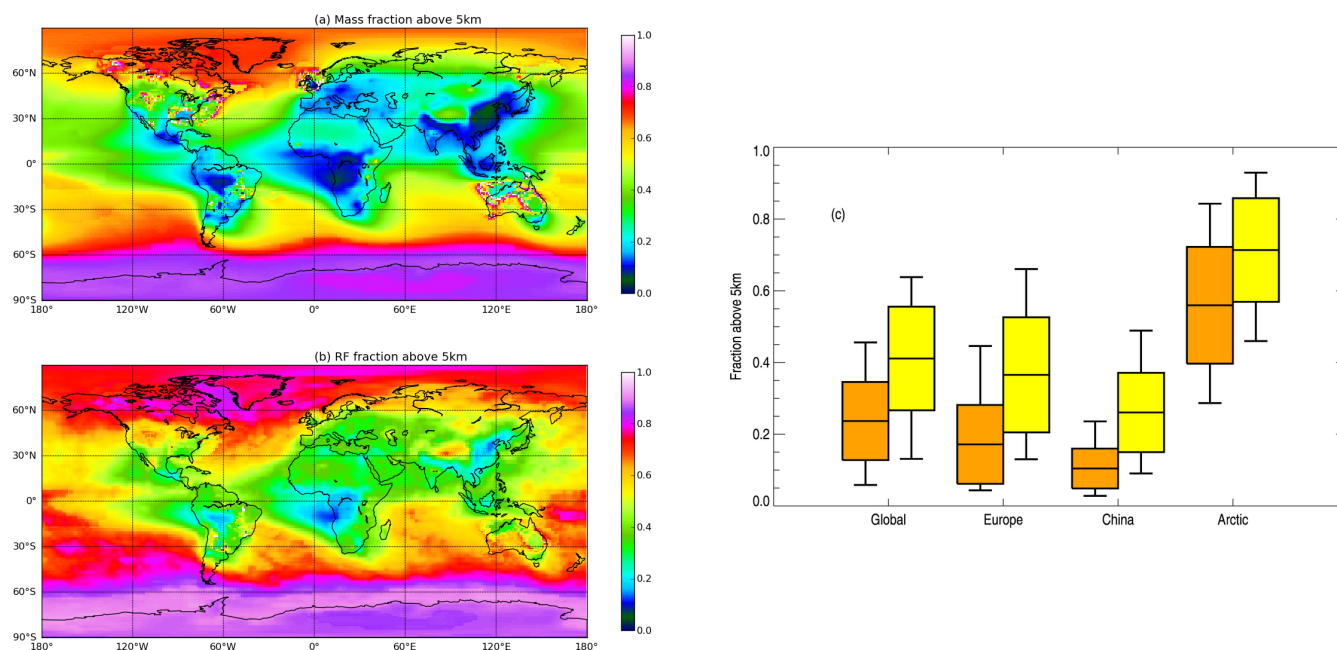 (a) Mass fraction above 5km
60°N
30°N
0°
30°S
60°S
90°S
180°
120°W
60°W
0°
60°E
120°E
180°
1.0
0.8
0.6
0.4
0.2
0.0
(b) RF fraction above 5km
60°N
30°N
0°
30°S
60°S
90°S
180°
120°W
60°W
0°
60°E
120°E
180°
1.0
0.8
0.6
0.4
0.2
0.0
(c)
Fraction above 5km
1.0
0.8
0.6
0.4
0.2
0.0
Global
Europe
China
Arctic